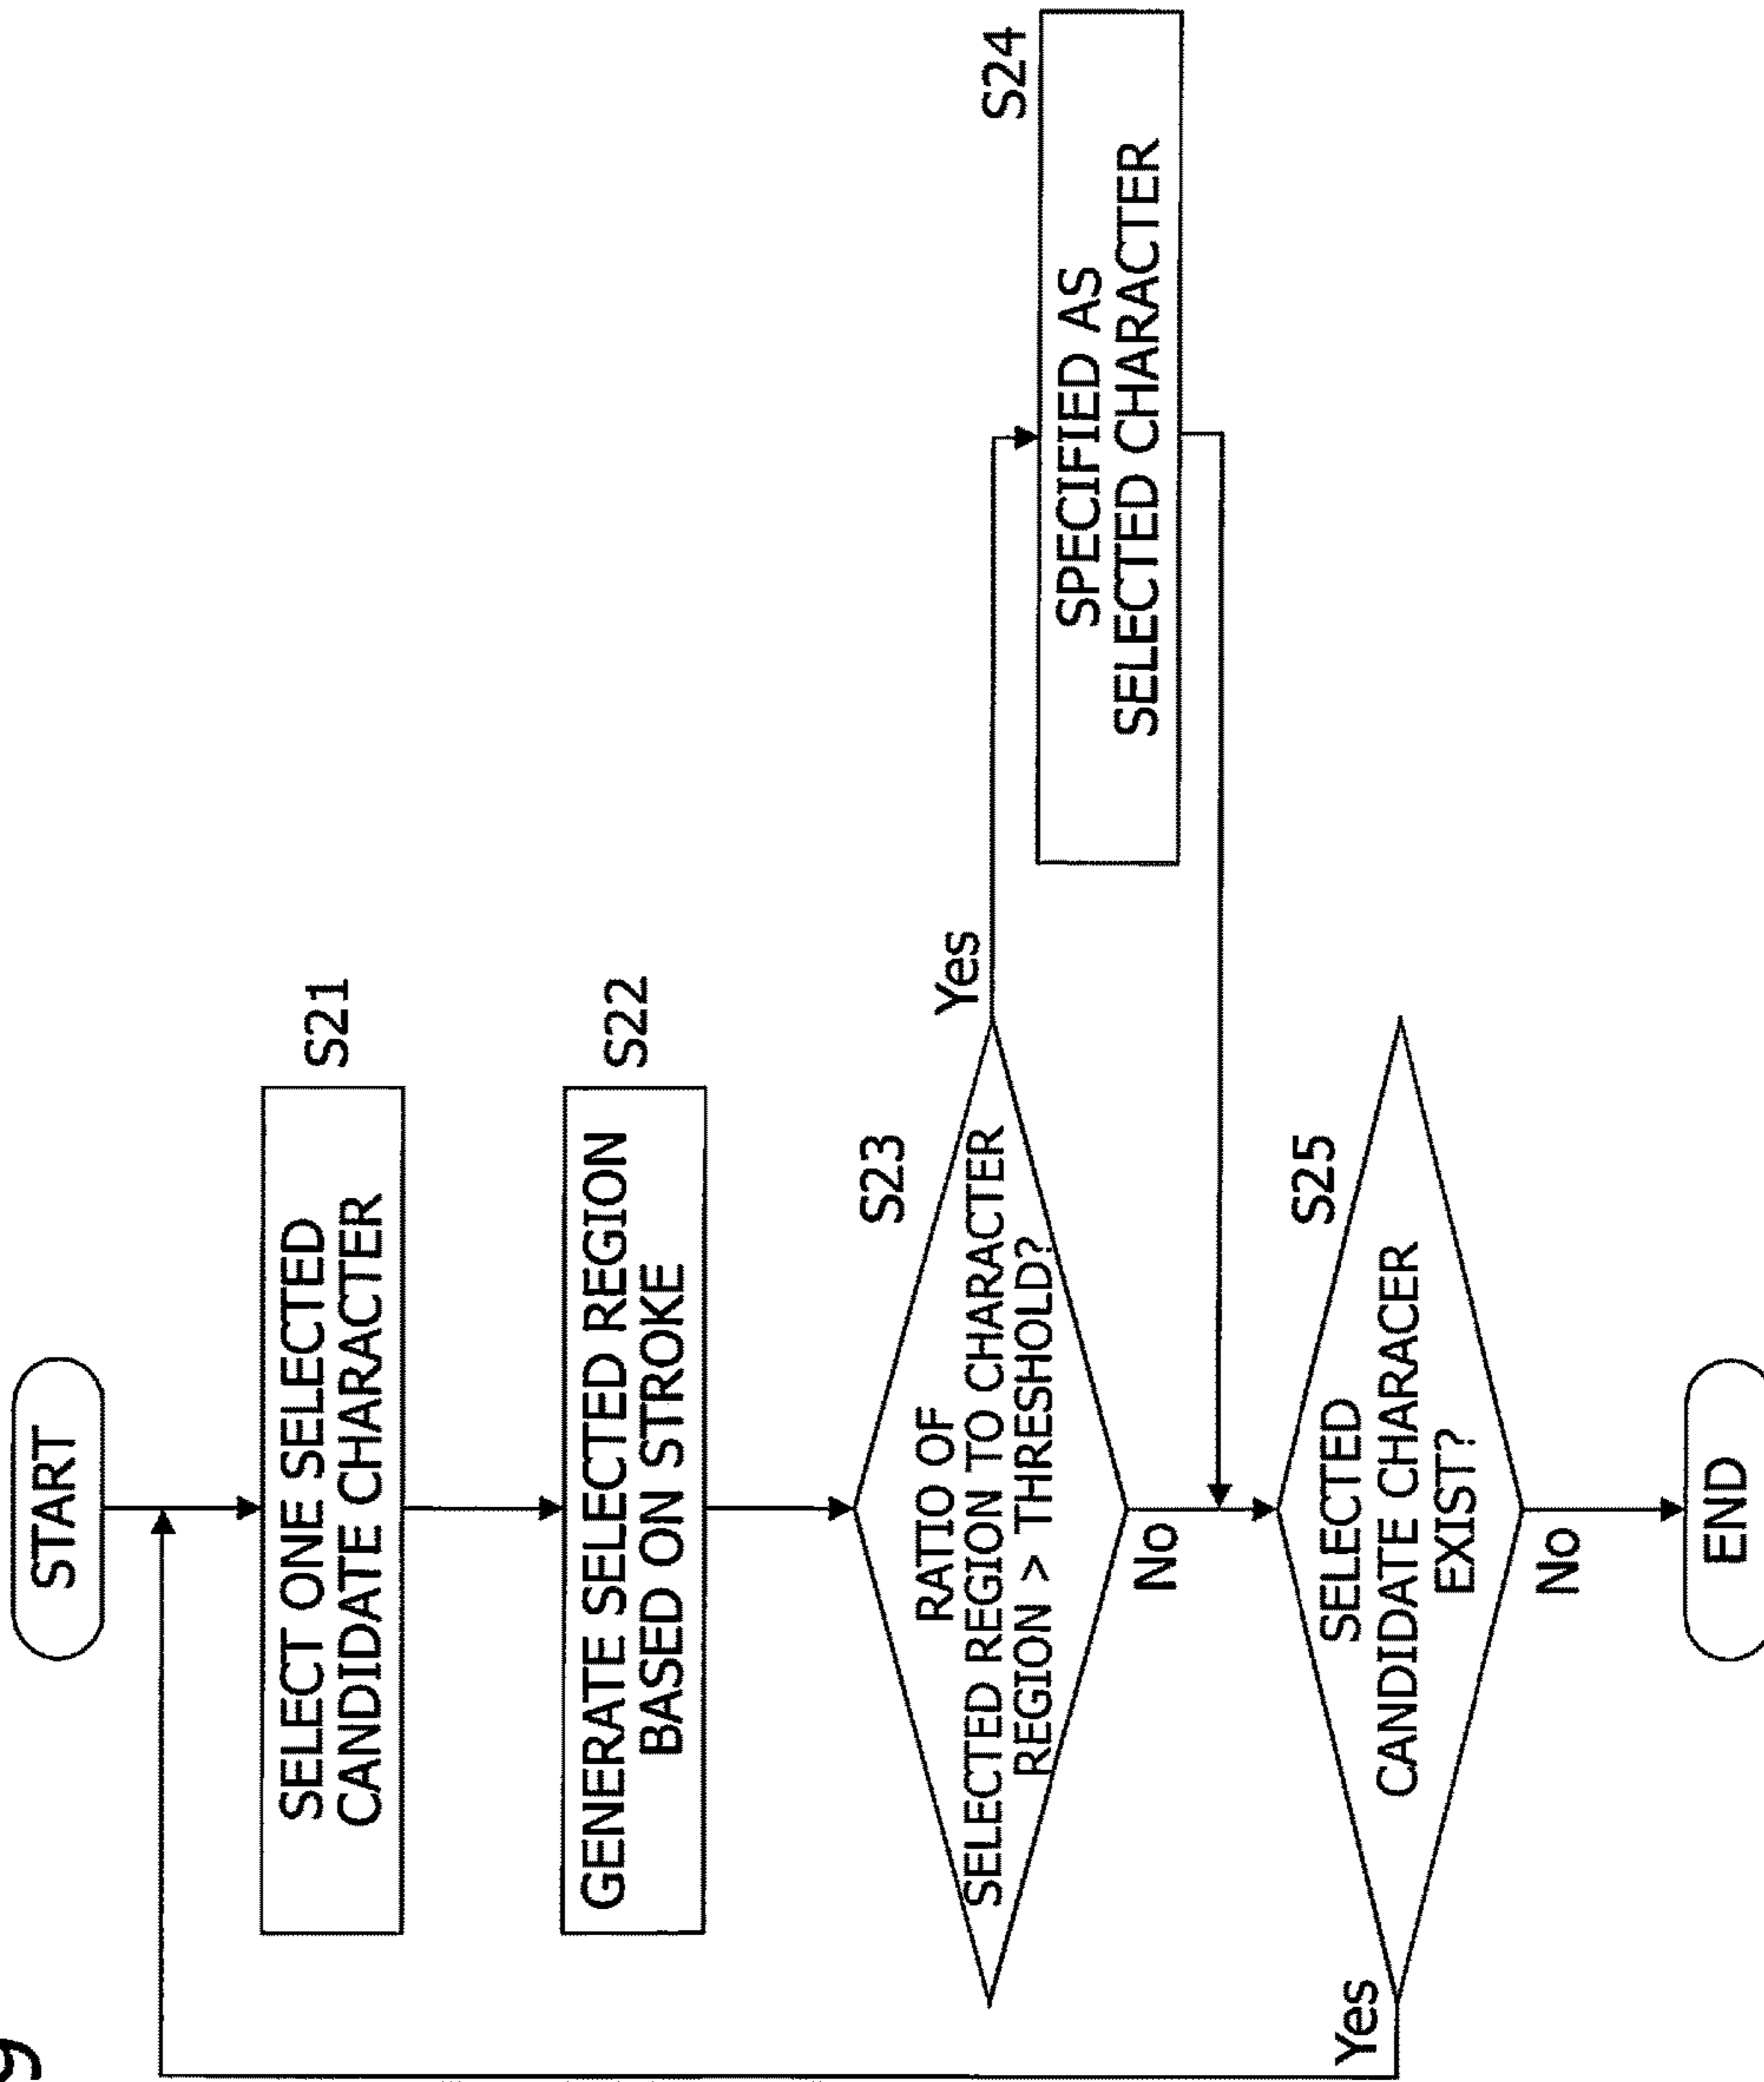 g
START
SELECT ONE SELECTED
CANDIDATE CHARACTER
S21
GENERATE SELECTED REGION
BASED ON STROKE
S22
S23
RATIO OF
SELECTED REGION TO CHARACTER
REGION > THRESHOLD?
Yes
No
S24
SPECIFIED AS
SELECTED CHARACTER
S25
SELECTED
CANDIDATE CHARACER
EXIST?
Yes
No
END